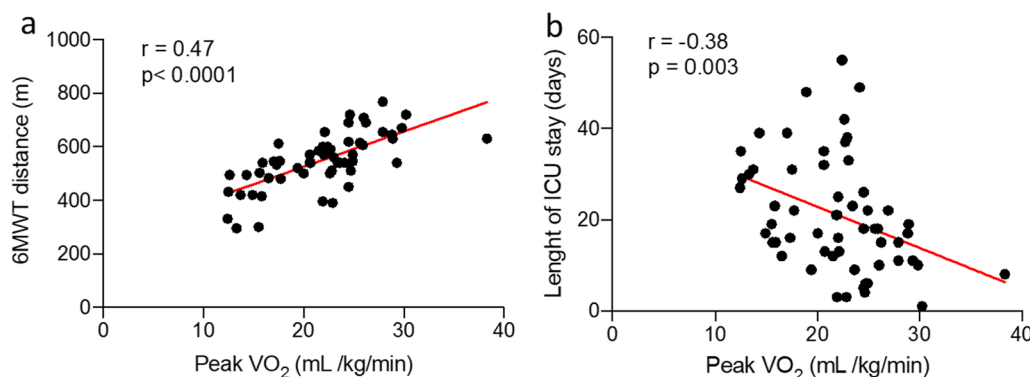 a
r = 0.47
p< 0.0001
6MWT distance (m)
1000
800
600
400
200
0
0 10 20 30 40
Peak VO₂ (mL /kg/min)
b
r = -0.38
p = 0.003
Lenght of ICU stay (days)
60
40
20
0
0 10 20 30 40
Peak VO₂ (mL /kg/min)